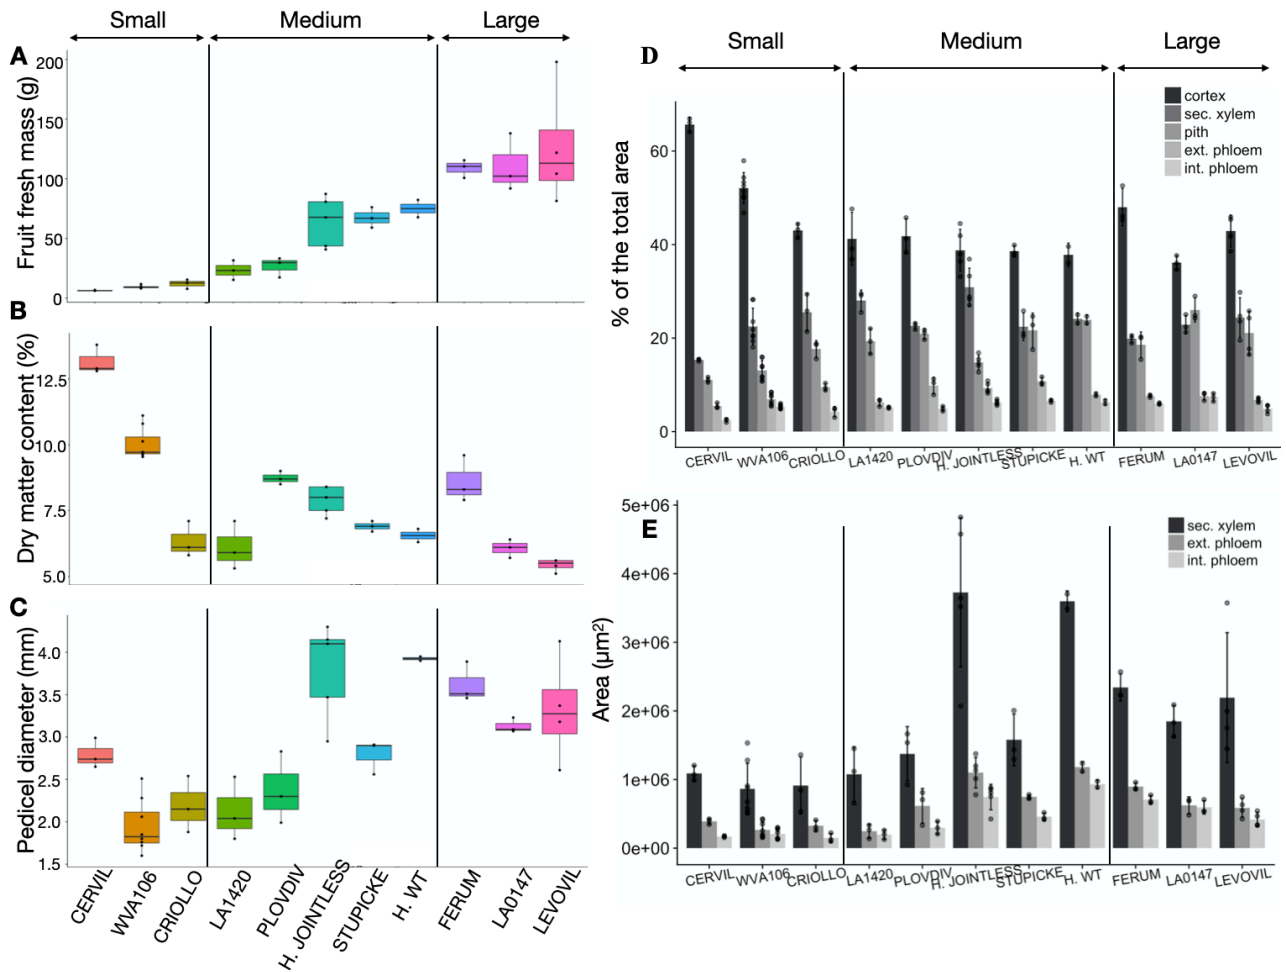 Small Medium Large
A
Fruit fresh mass (g)
200
150
100
50
0
B
Dry matter content (%)
12.5
10.0
7.5
5.0
C
Pedicel diameter (mm)
4.0
3.5
3.0
2.5
2.0
1.5
CERVIL WVA106 CRIOLLO LA1420 PLOVDIV H. JOINTLESS STUPICKE H. WT FERUM LA0147 LEVOVIL
D
Small Medium Large
% of the total area
60
40
20
0
cortex
sec. xylem
pith
ext. phloem
int. phloem
CERVIL WVA106 CRIOLLO LA1420 PLOVDIV H. JOINTLESS STUPICKE H. WT FERUM LA0147 LEVOVIL
E
Area (µm²)
5e+06
4e+06
3e+06
2e+06
1e+06
0e+00
sec. xylem
ext. phloem
int. phloem
CERVIL WVA106 CRIOLLO LA1420 PLOVDIV H. JOINTLESS STUPICKE H. WT FERUM LA0147 LEVOVIL